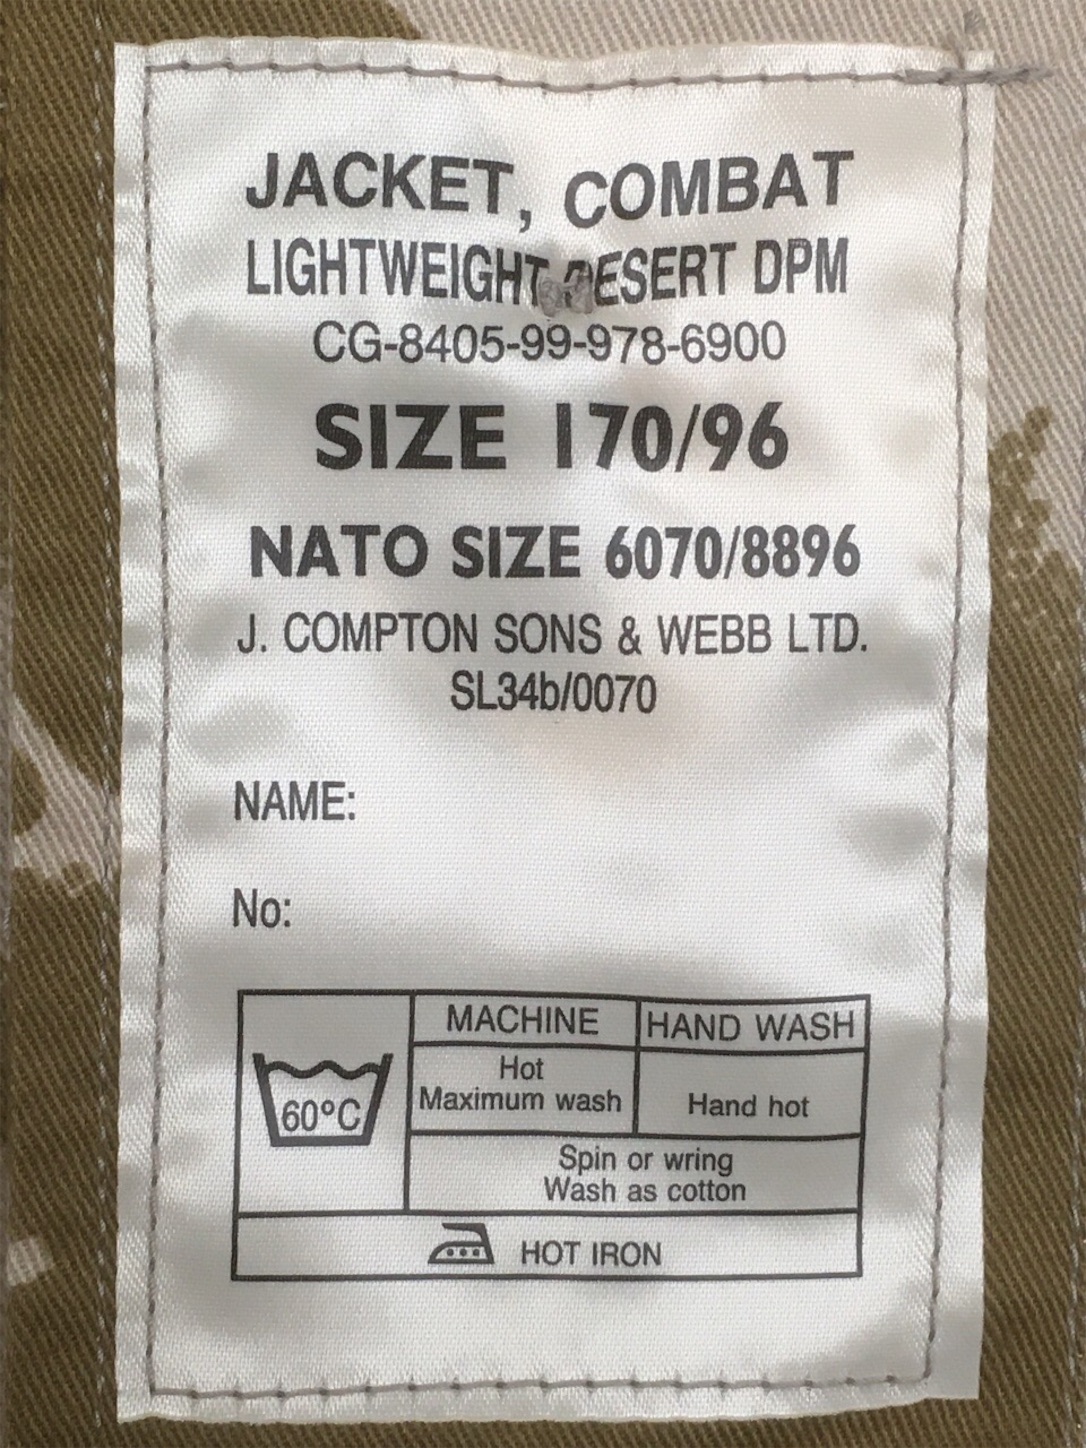 JACKET, COMBAT
LIGHTWEIGHT DESERT DPM
CG-8405-99-978-6900
SIZE 170/96
NATO SIZE 6070/8896
J. COMPTON SONS & WEBB LTD.
SL34b/0070
NAME:
No:
60°C
MACHINE HAND WASH
Hot
Maximum wash
Hand hot
Spin or wring
Wash as cotton
HOT IRON